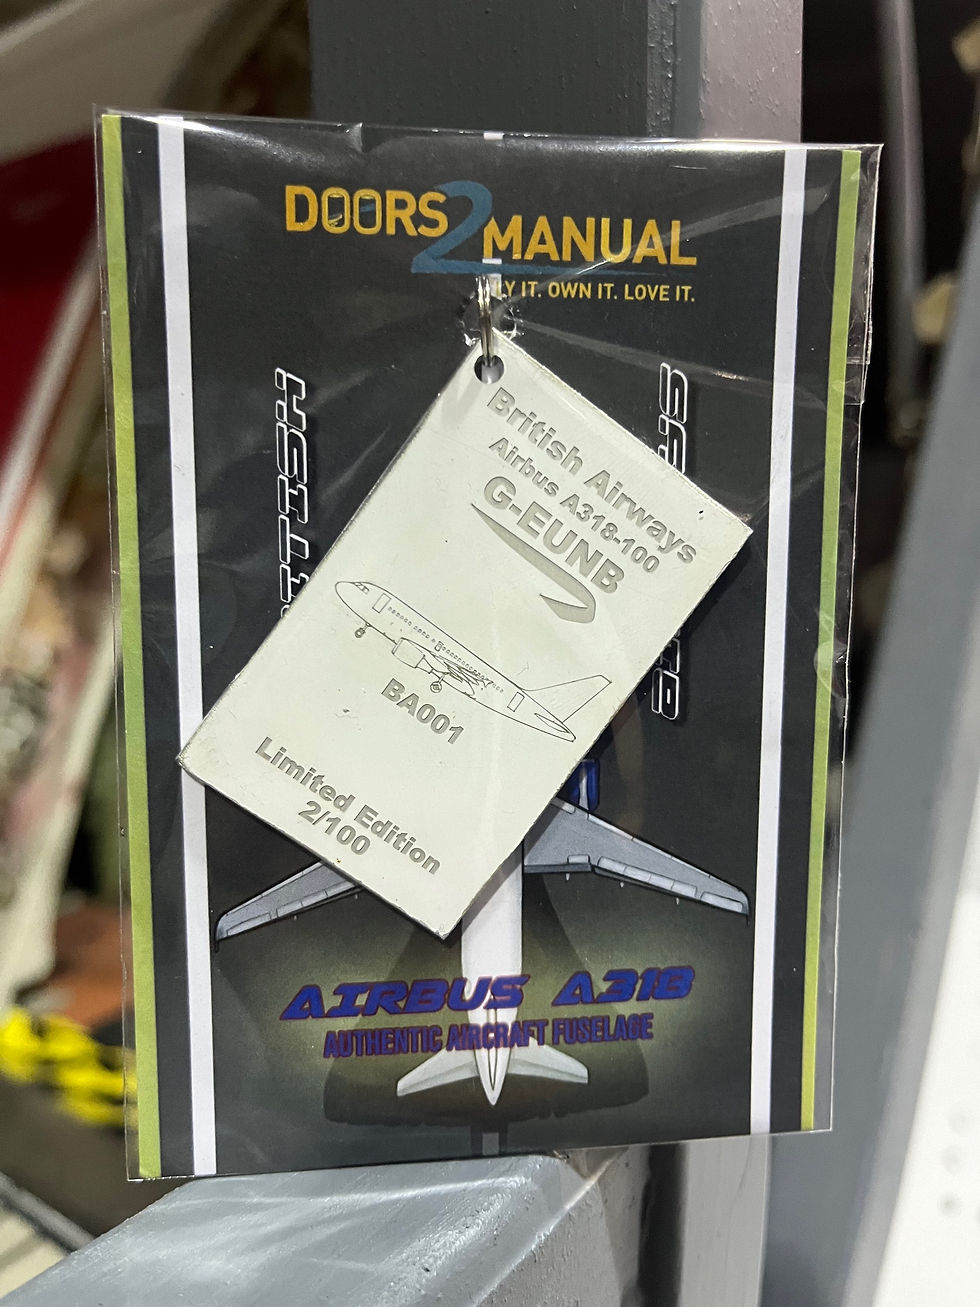 DOORS2MANUAL
LY IT. OWN IT. LOVE IT.
British Airways
Airbus A318-100
G-EUNB
BA001
Limited Edition
2/100
AIRBUS A318
AUTHENTIC AIRCRAFT FUSELAGE